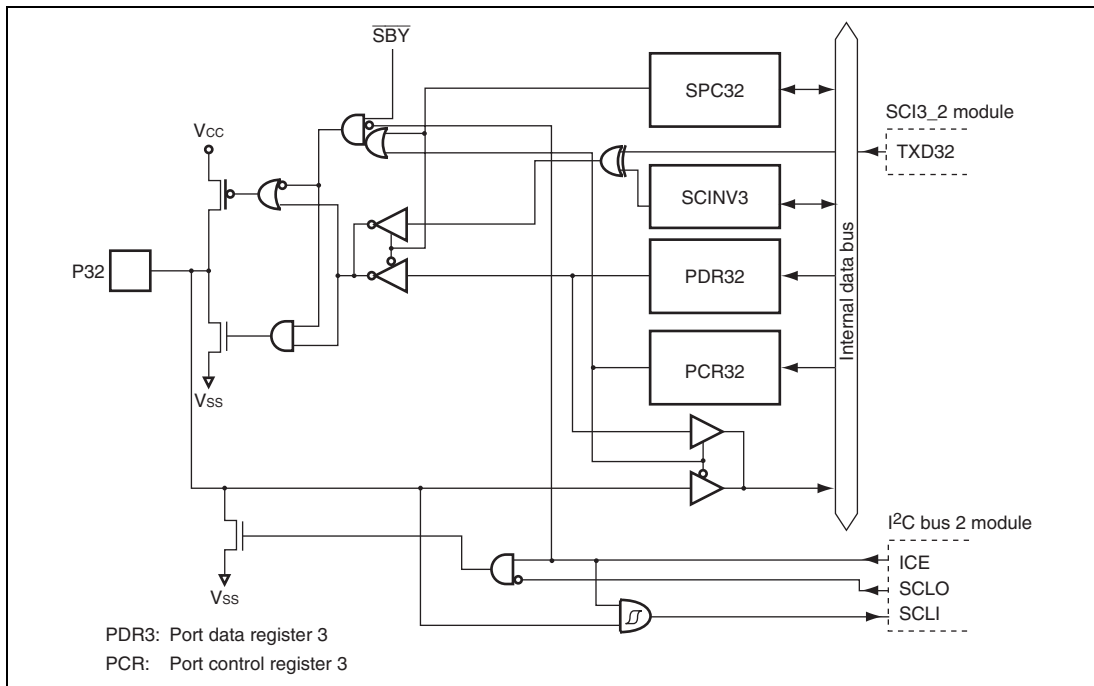 SBY
SPC32
SCI3_2 module
VCC
TXD32
SCINV3
P32
PDR32
Internal data bus
PCR32
VSS
I2C bus 2 module
ICE
SCLO
VSS
SCLI
PDR3: Port data register 3
PCR: Port control register 3